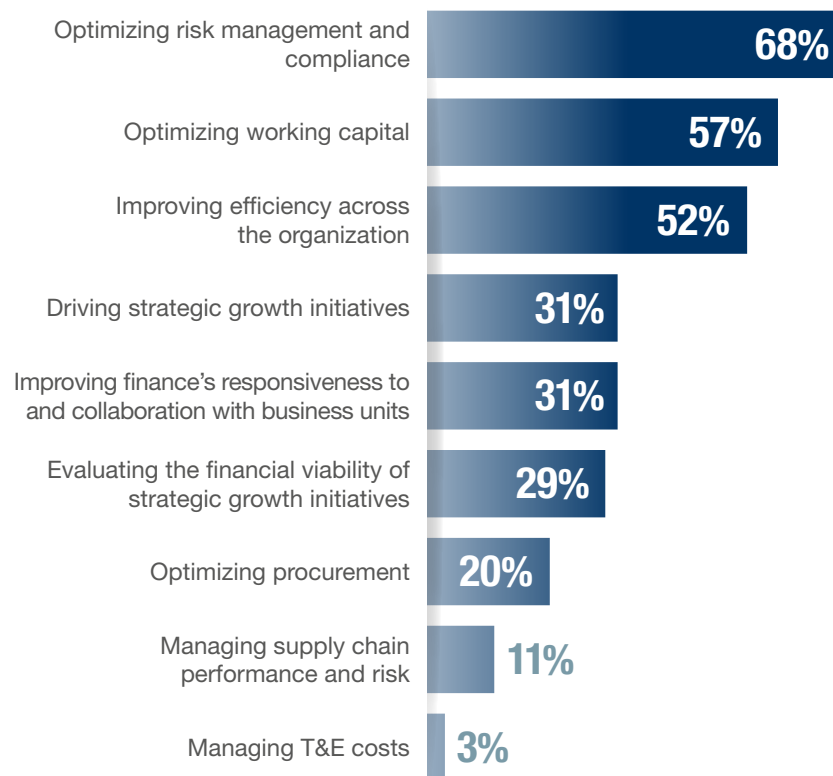 Optimizing risk management and
compliance
68%
Optimizing working capital
57%
Improving efficiency across
the organization
52%
Driving strategic growth initiatives
31%
Improving finance’s responsiveness to
and collaboration with business units
31%
Evaluating the financial viability of
strategic growth initiatives
29%
Optimizing procurement
20%
Managing supply chain
performance and risk
11%
Managing T&E costs
3%